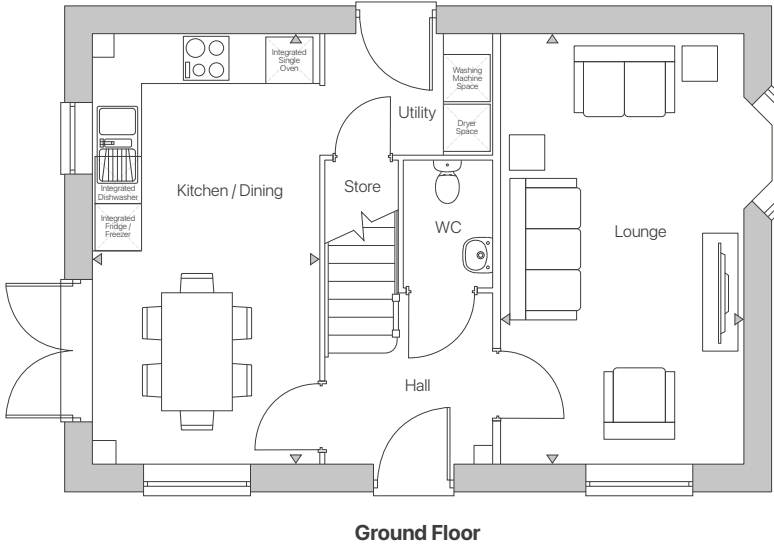 Integrated
Single
Oven
Washing
Machine
Space
Utility
Dryer
Space
Kitchen / Dining
Store
Integrated
Dishwasher
Integrated
Fridge /
Freezer
WC
Lounge
Hall
Ground Floor